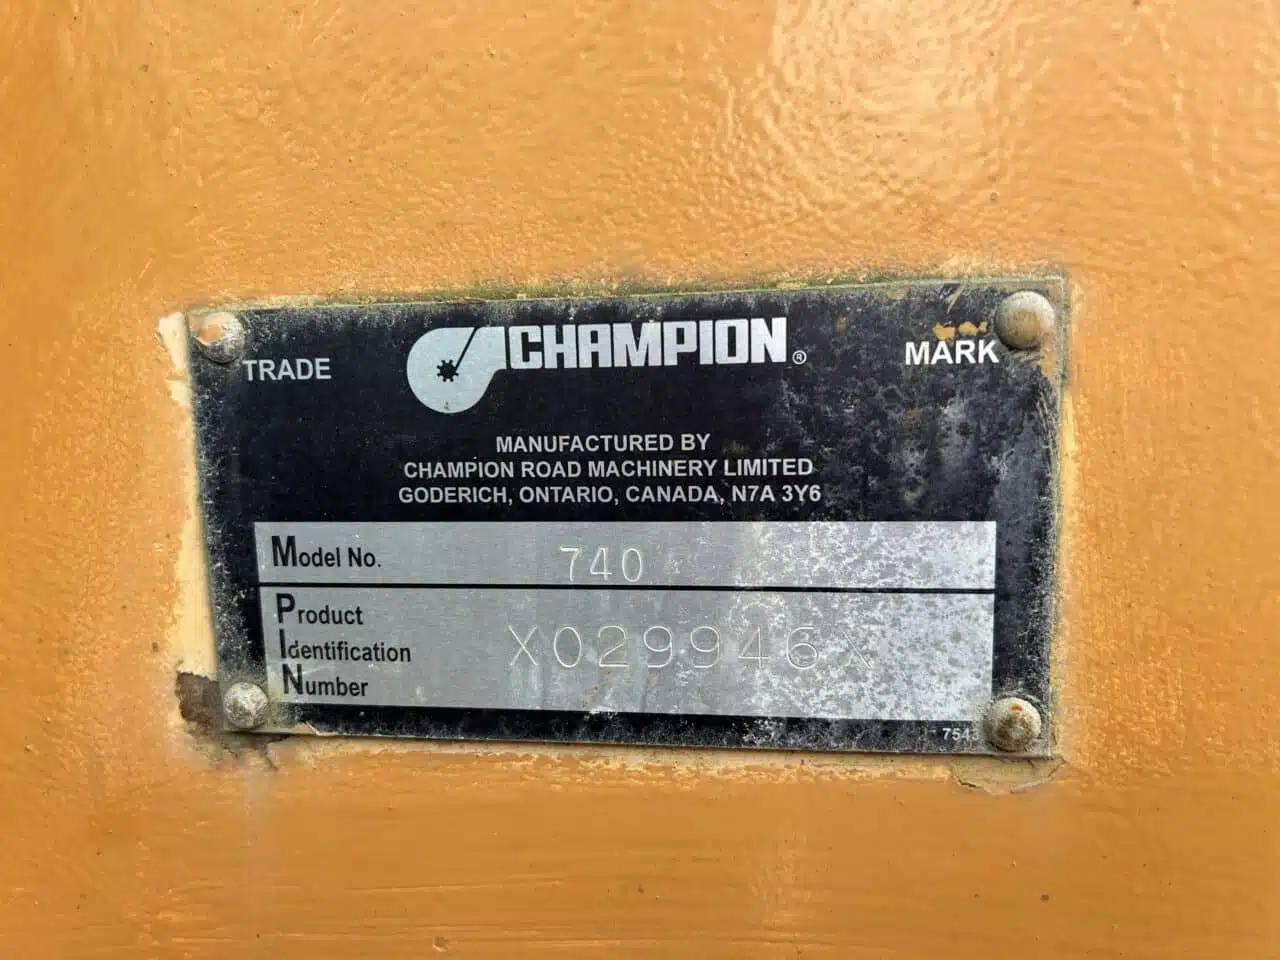 TRADE CHAMPION® MARK
MANUFACTURED BY
CHAMPION ROAD MACHINERY LIMITED
GODERICH, ONTARIO, CANADA, N7A 3Y6
Model No. 740
Product
Identification X029946X
Number